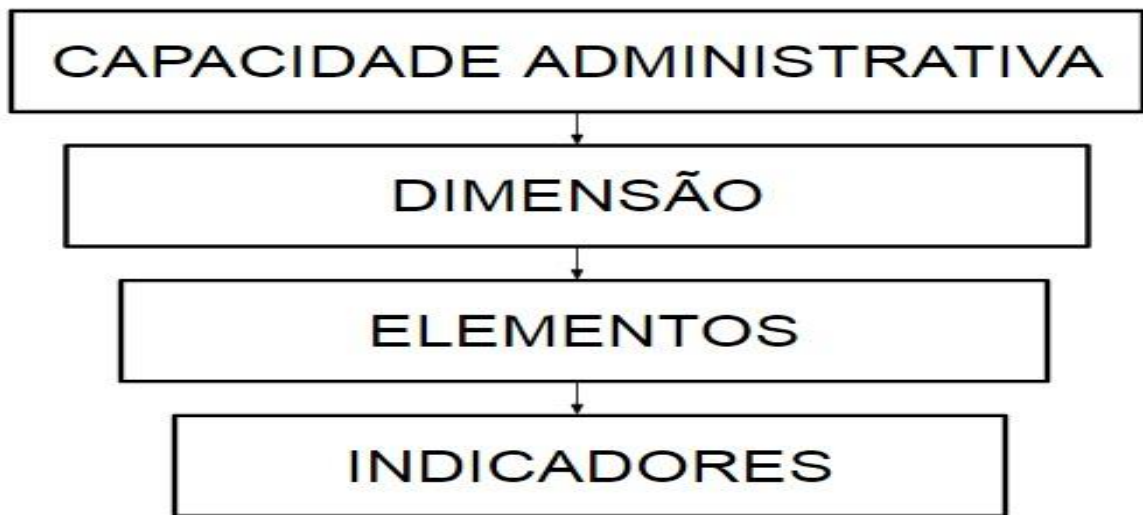 CAPACIDADE ADMINISTRATIVA
DIMENSÃO
ELEMENTOS
INDICADORES